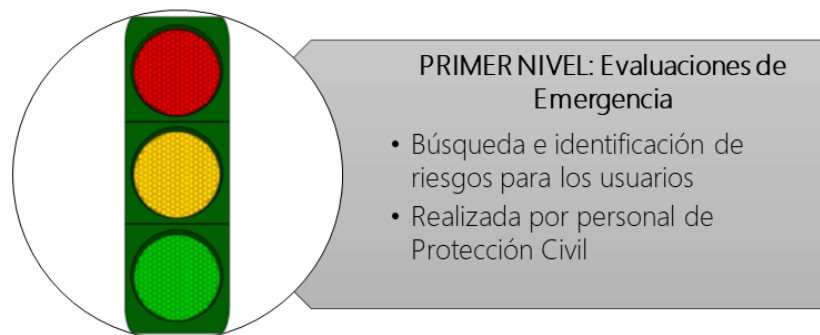 PRIMER NIVEL: Evaluaciones de
Emergencia
• Búsqueda e identificación de
riesgos para los usuarios
• Realizada por personal de
Protección Civil